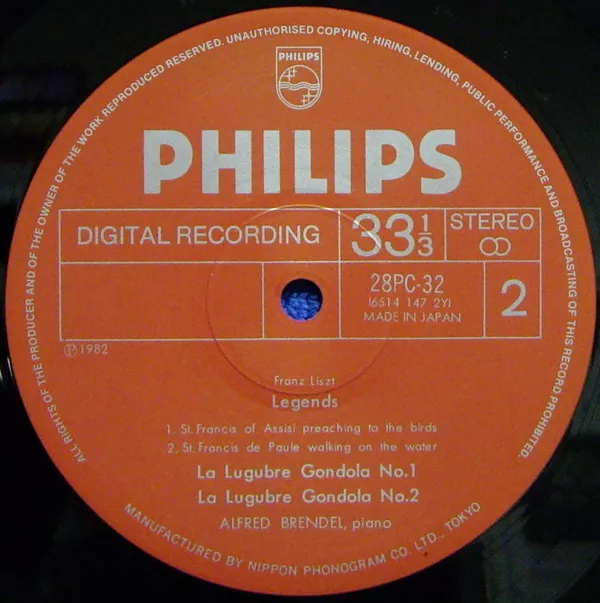 ALL RIGHTS OF THE PRODUCER AND OF THE OWNER OF THE WORK REPRODUCED RESERVED. UNAUTHORISED COPYING, HIRING, LENDING, PUBLIC PERFORMANCE AND BROADCASTING OF THIS RECORD PROHIBITED.
PHILIPS
PHILIPS
DIGITAL RECORDING
33 1/3
STEREO
28PC-32
(6514 147 2Y)
MADE IN JAPAN
2
℗1982
Franz Liszt
Legends
1. St. Francis of Assisi preaching to the birds
2. St. Francis de Paule walking on the water
La Lugubre Gondola No.1
La Lugubre Gondola No.2
ALFRED BRENDEL, piano
MANUFACTURED BY NIPPON PHONOGRAM CO. LTD., TOKYO